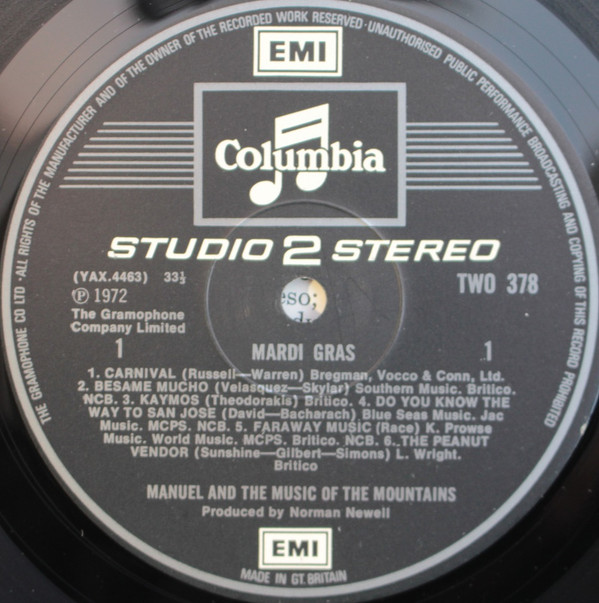 THE GRAMOPHONE CO LTD · ALL RIGHTS OF THE MANUFACTURER AND OF THE OWNER OF THE RECORDED WORK RESERVED · UNAUTHORISED PUBLIC PERFORMANCE BROADCASTING AND COPYING OF THIS RECORD PROHIBITED
EMI
Columbia
STUDIO 2 STEREO
(YAX.4463) 33⅓
TWO 378
℗ 1972
eso;
The Gramophone
Company Limited
1
MARDI GRAS
1
1. CARNIVAL (Russell—Warren) Bregman, Vocco & Conn, Ltd.
2. BESAME MUCHO (Velasquez—Skylar) Southern Music. Britico.
NCB. 3. KAYMOS (Theodorakis) Britico. 4. DO YOU KNOW THE
WAY TO SAN JOSE (David—Bacharach) Blue Seas Music. Jac
Music. MCPS. NCB. 5. FARAWAY MUSIC (Race) K. Prowse
Music. World Music. MCPS. Britico. NCB. 6. THE PEANUT
VENDOR (Sunshine—Gilbert—Simons) L. Wright.
Britico
MANUEL AND THE MUSIC OF THE MOUNTAINS
Produced by Norman Newell
EMI
MADE IN GT. BRITAIN